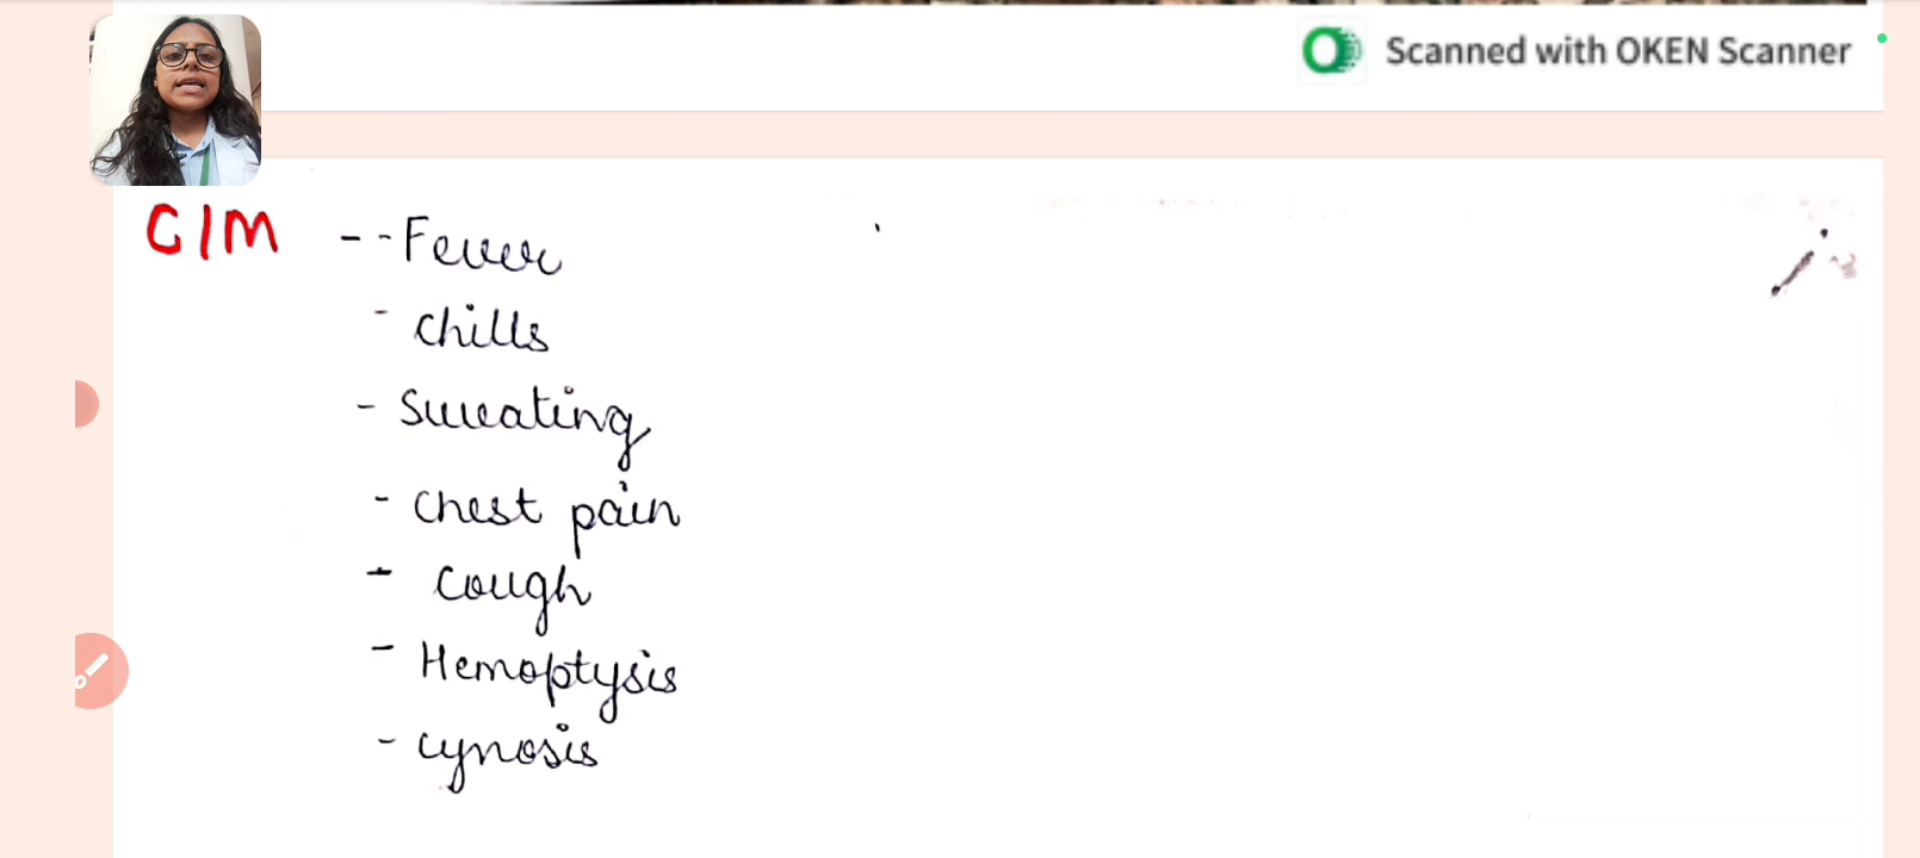 Scanned with OKEN Scanner
C/M -- Fever
- chills
- Sweating
- chest pain
- cough
- Hemoptysis
- cynosis